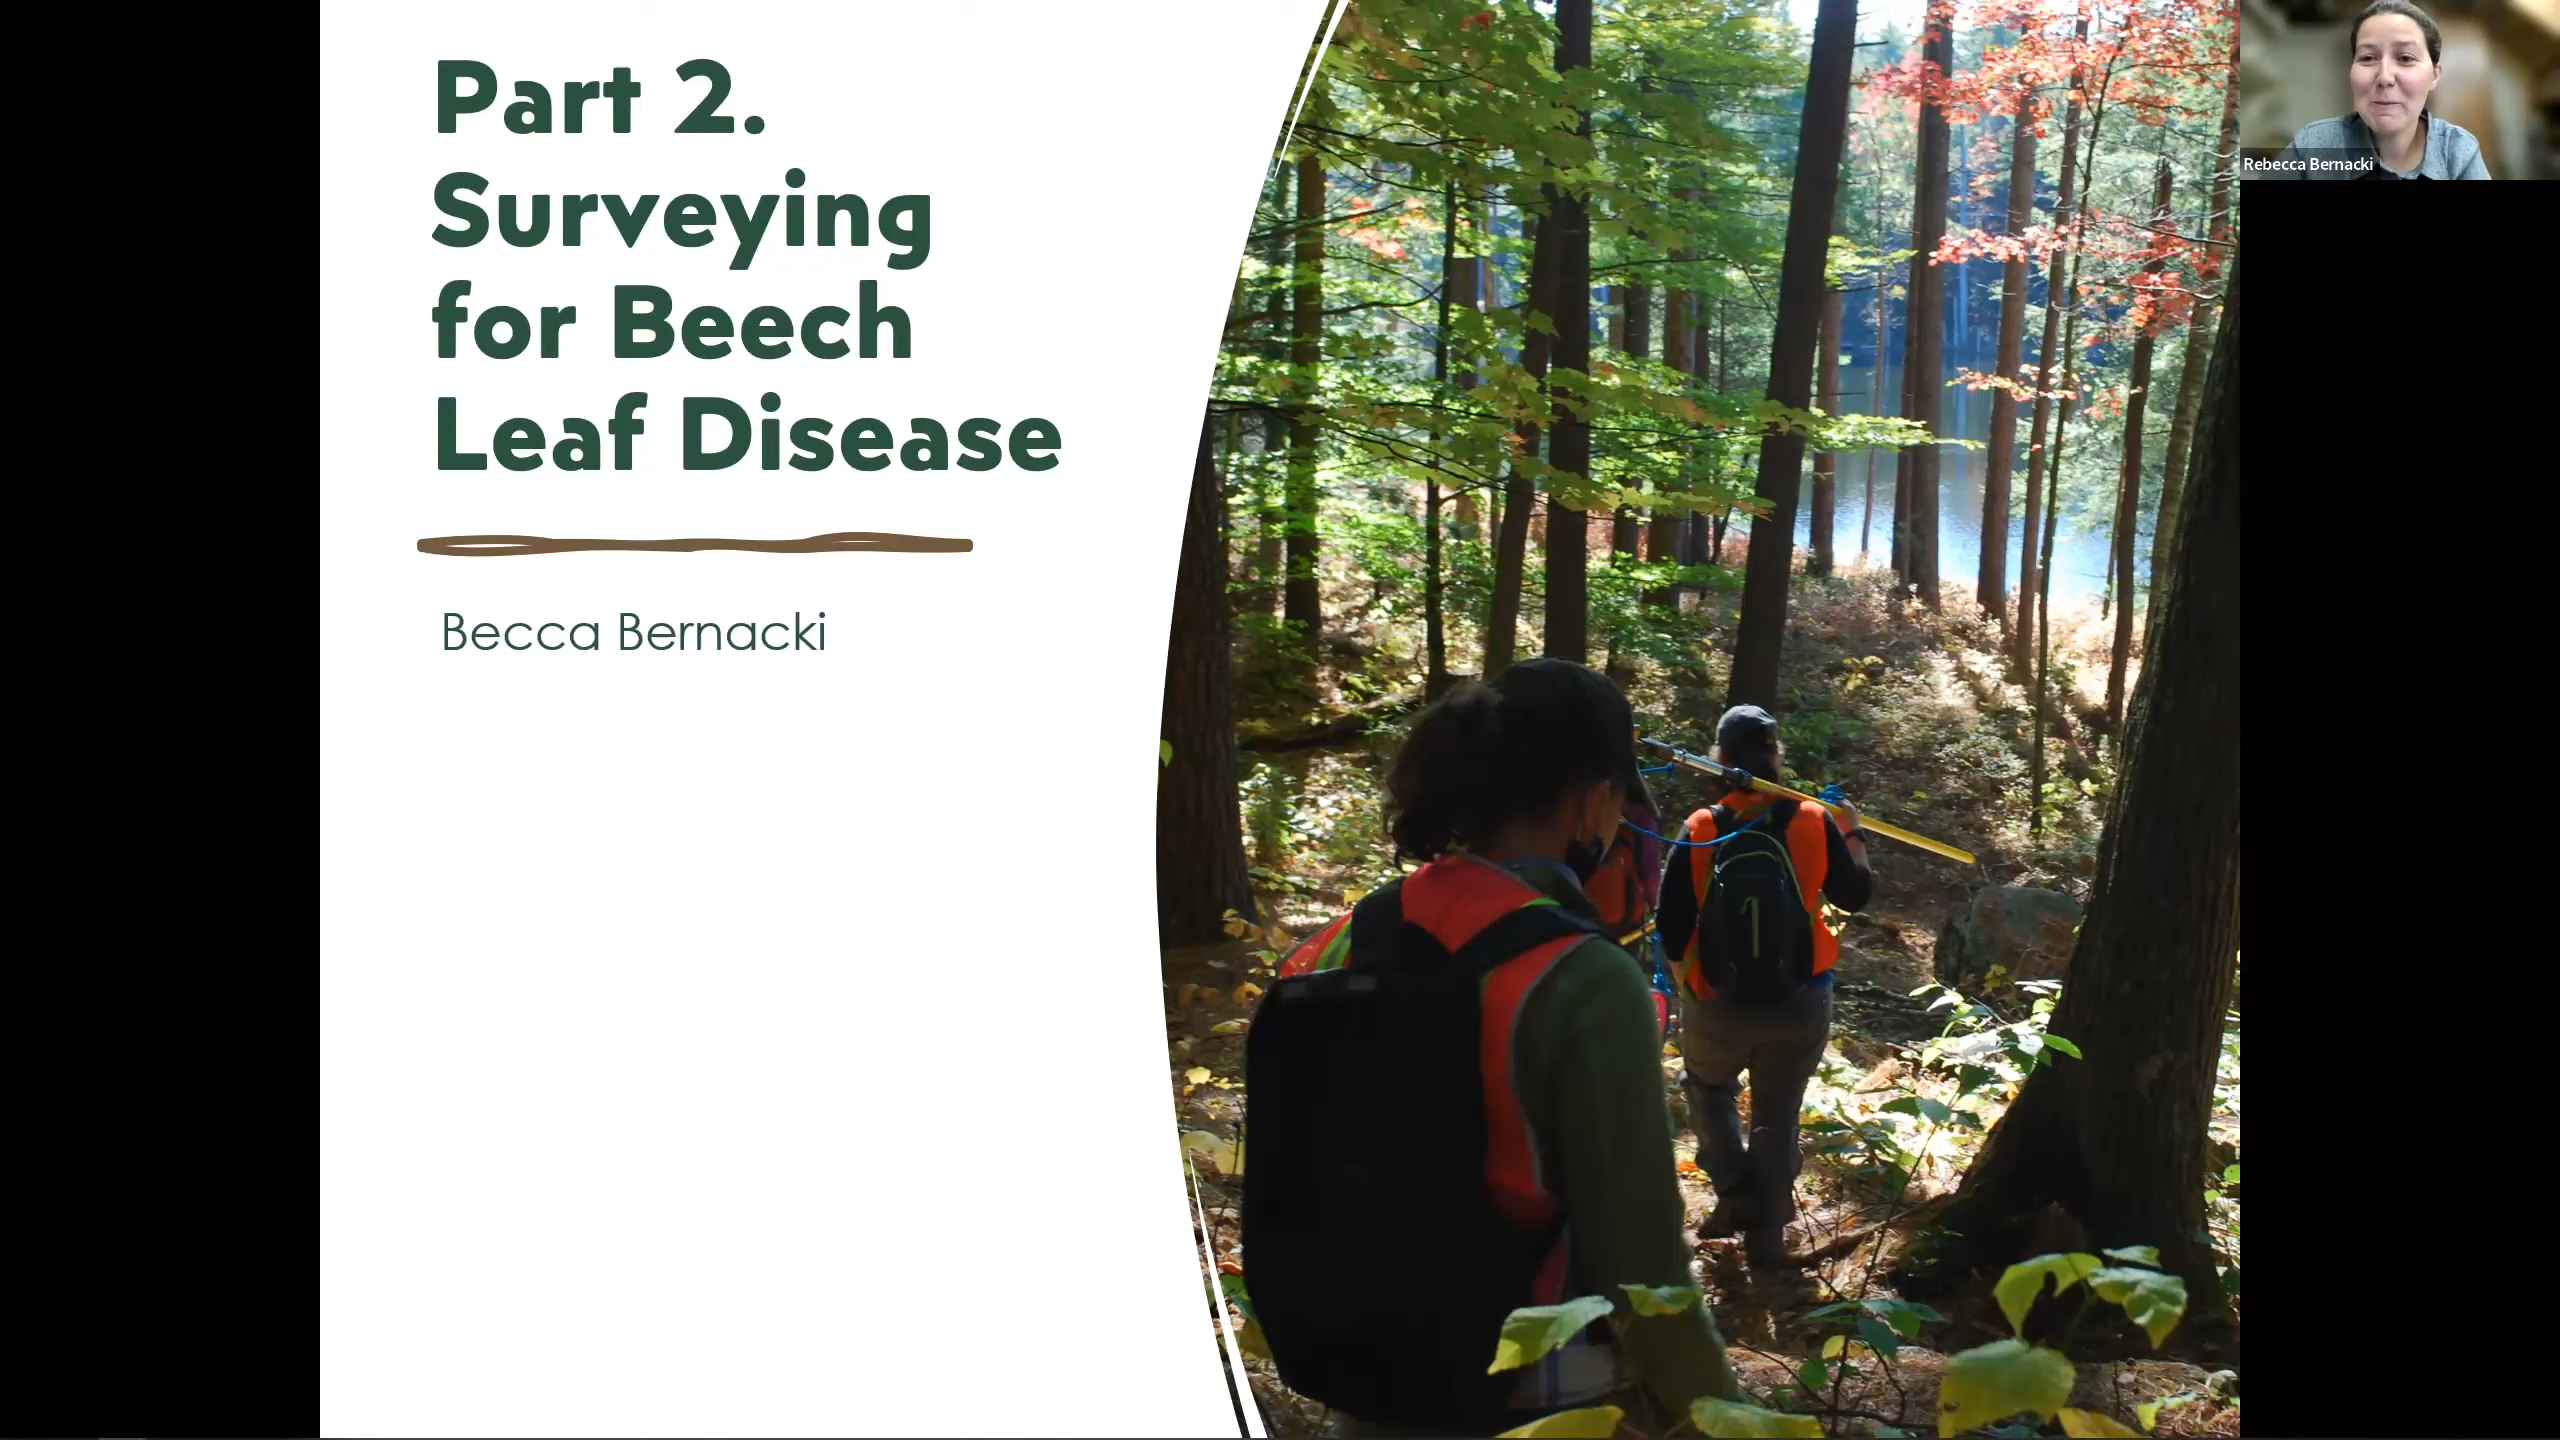 Part 2.
Surveying
for Beech
Leaf Disease
Becca Bernacki
Rebecca Bernacki